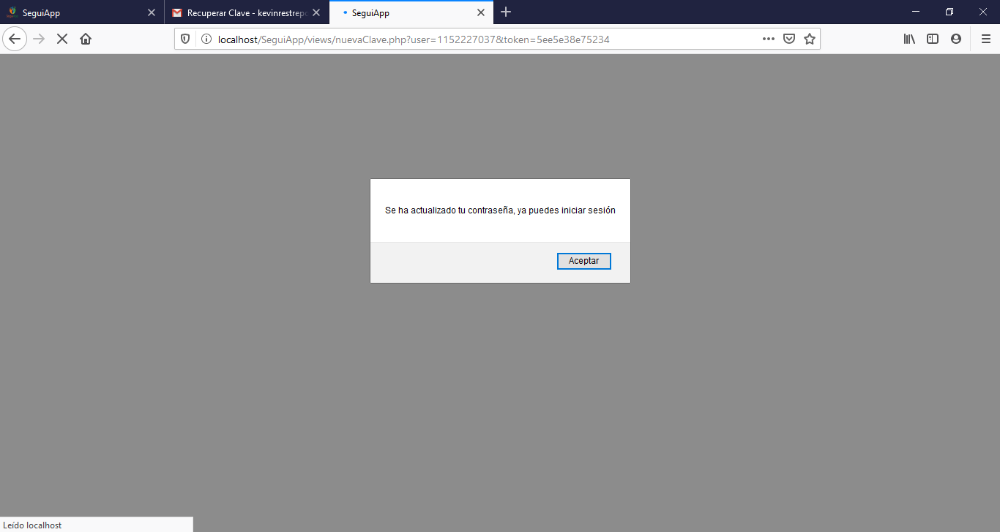 SeguiApp
Recuperar Clave - kevinrestrepo
SeguiApp
localhost/SeguiApp/views/nuevaClave.php?user=1152227037&token=5ee5e38e75234
Se ha actualizado tu contraseña, ya puedes iniciar sesión
Aceptar
Leído localhost